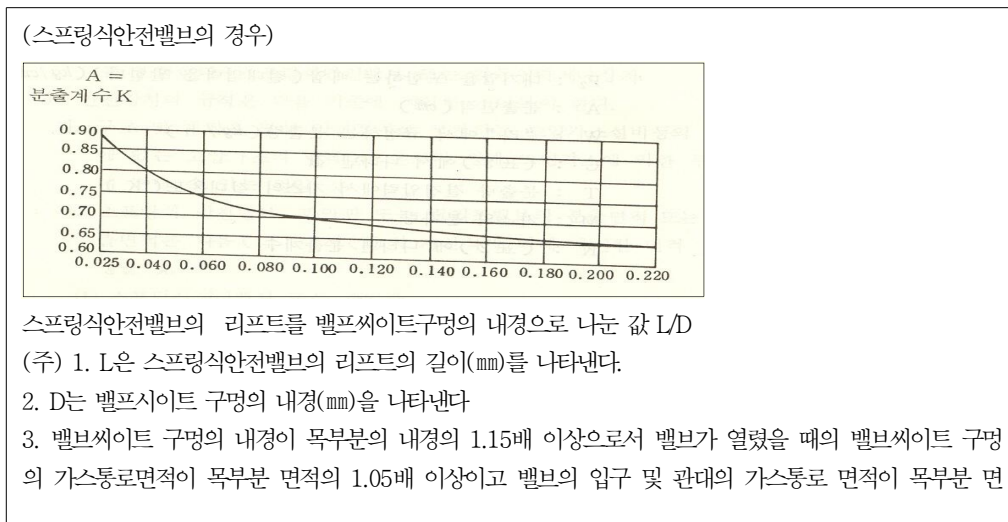 (스프링식안전밸브의 경우)
A =
분출계수 K
0.90
0.85
0.80
0.75
0.70
0.65
0.60
0.025 0.040 0.060 0.080 0.100 0.120 0.140 0.160 0.180 0.200 0.220
스프링식안전밸브의 리프트를 밸프씨이트구멍의 내경으로 나눈 값 L/D
(주) 1. L은 스프링식안전밸브의 리프트의 길이(㎜)를 나타낸다.
2. D는 밸프시이트 구멍의 내경(㎜)을 나타낸다
3. 밸브씨이트 구멍의 내경이 목부분의 내경의 1.15배 이상으로서 밸브가 열렸을 때의 밸브씨이트 구멍
의 가스통로면적이 목부분 면적의 1.05배 이상이고 밸브의 입구 및 관대의 가스통로 면적이 목부분 면